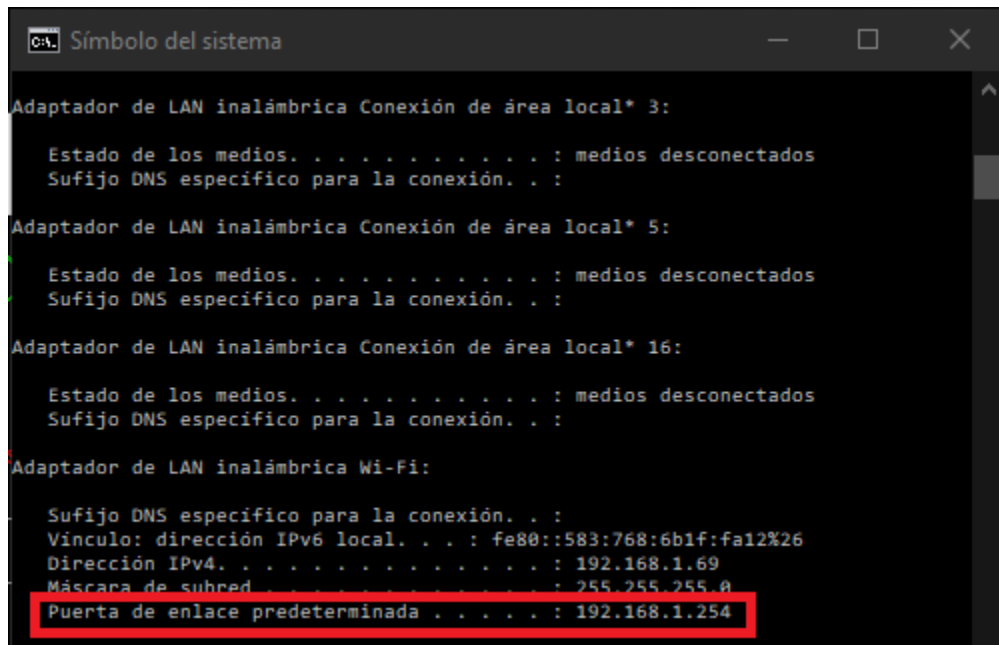 Símbolo del sistema
Adaptador de LAN inalámbrica Conexión de área local* 3:
Estado de los medios. . . . . . . . . . . : medios desconectados
Sufijo DNS específico para la conexión. . :
Adaptador de LAN inalámbrica Conexión de área local* 5:
Estado de los medios. . . . . . . . . . . : medios desconectados
Sufijo DNS específico para la conexión. . :
Adaptador de LAN inalámbrica Conexión de área local* 16:
Estado de los medios. . . . . . . . . . . : medios desconectados
Sufijo DNS específico para la conexión. . :
Adaptador de LAN inalámbrica Wi-Fi:
Sufijo DNS específico para la conexión. . :
Vínculo: dirección IPv6 local. . . : fe80::583:768:6b1f:fa12%26
Dirección IPv4. . . . . . . . . . . . . . : 192.168.1.69
Máscara de subred . . . . . . . . . . . . : 255.255.255.0
Puerta de enlace predeterminada . . . . . : 192.168.1.254